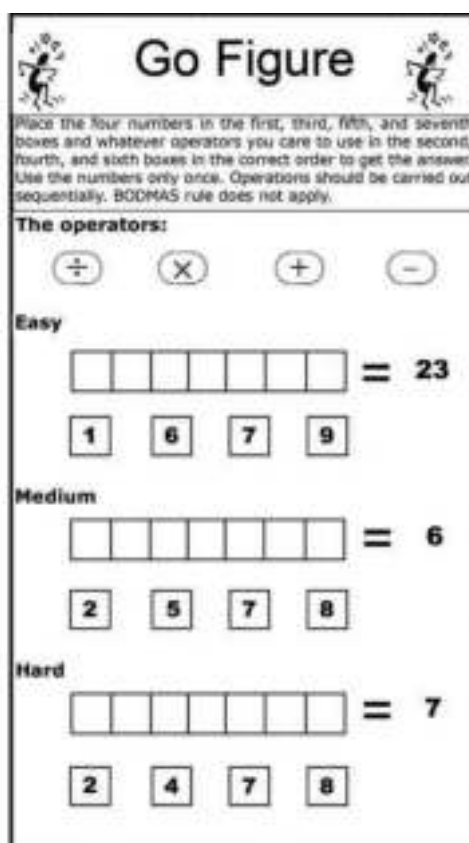 Go Figure
Place the four numbers in the first, third, fifth, and seventh
boxes and whatever operators you care to use in the second,
fourth, and sixth boxes in the correct order to get the answer.
Use the numbers only once. Operations should be carried out
sequentially. BODMAS rule does not apply.
The operators:
÷ × + −
Easy
= 23
1 6 7 9
Medium
= 6
2 5 7 8
Hard
= 7
2 4 7 8